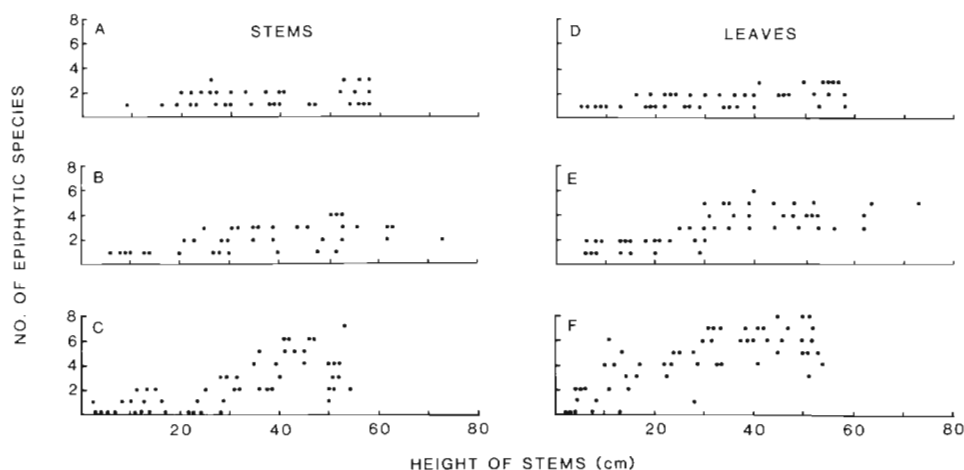 NO. OF EPIPHYTIC SPECIES
A
STEMS
8
6
4
2
D
LEAVES
B
8
6
4
2
E
C
8
6
4
2
20 40 60 80
F
20 40 60 80
HEIGHT OF STEMS (cm)